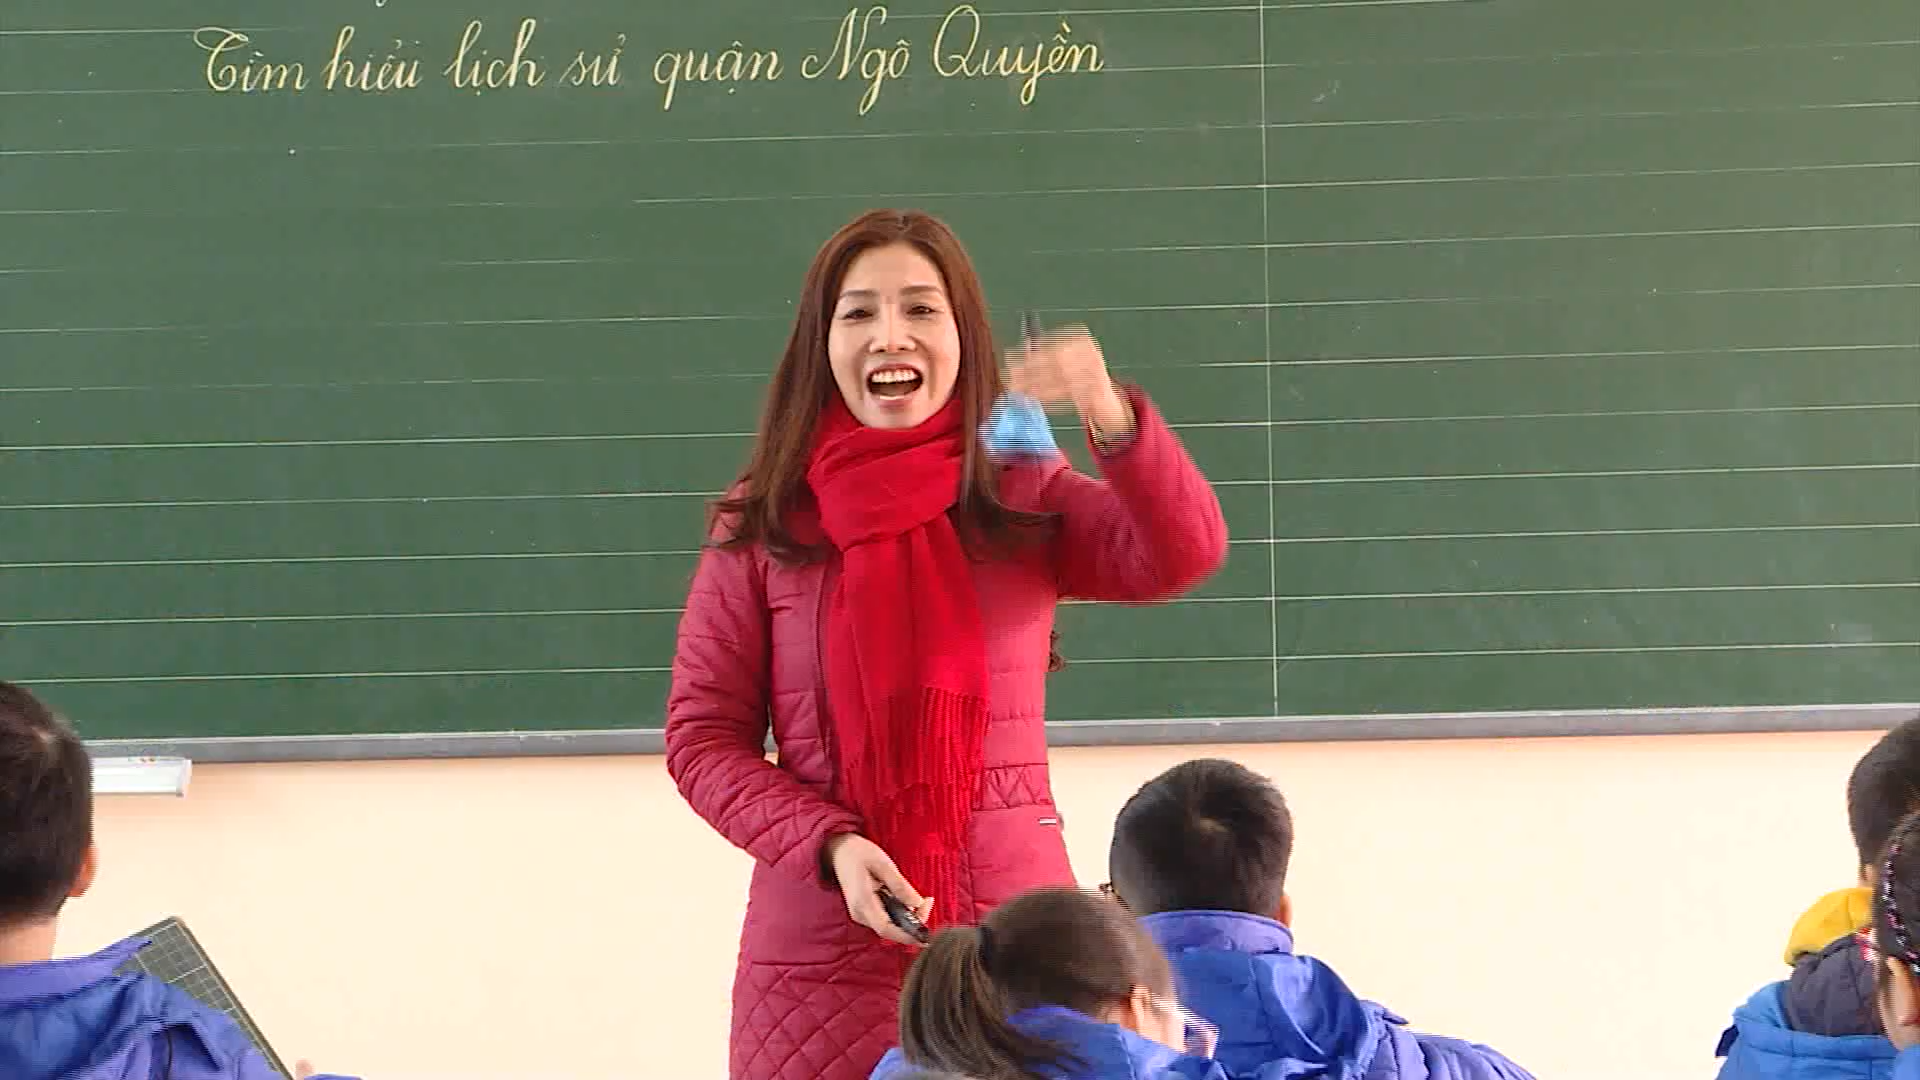 Tìm hiểu lịch sử quận Ngô Quyền